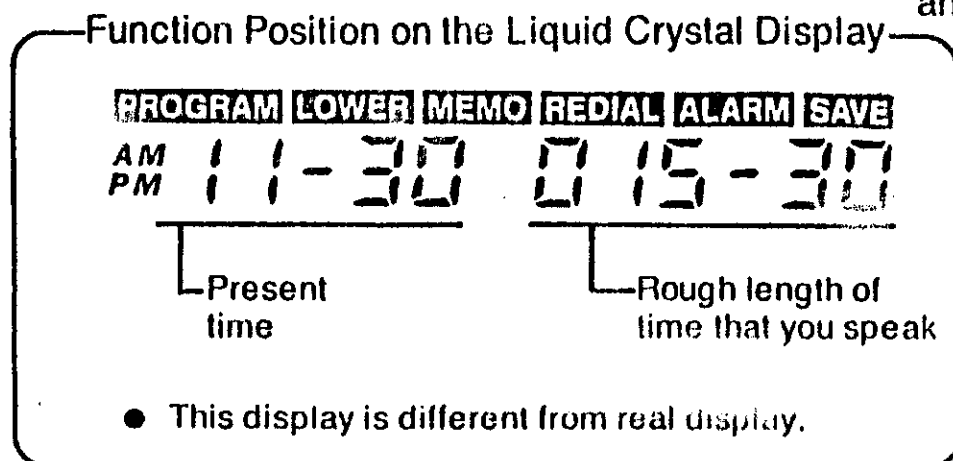 an
Function Position on the Liquid Crystal Display
PROGRAM LOWER MEMO REDIAL ALARM SAVE
AM
PM 11-30 015-30
Present
time
Rough length of
time that you speak
● This display is different from real display.